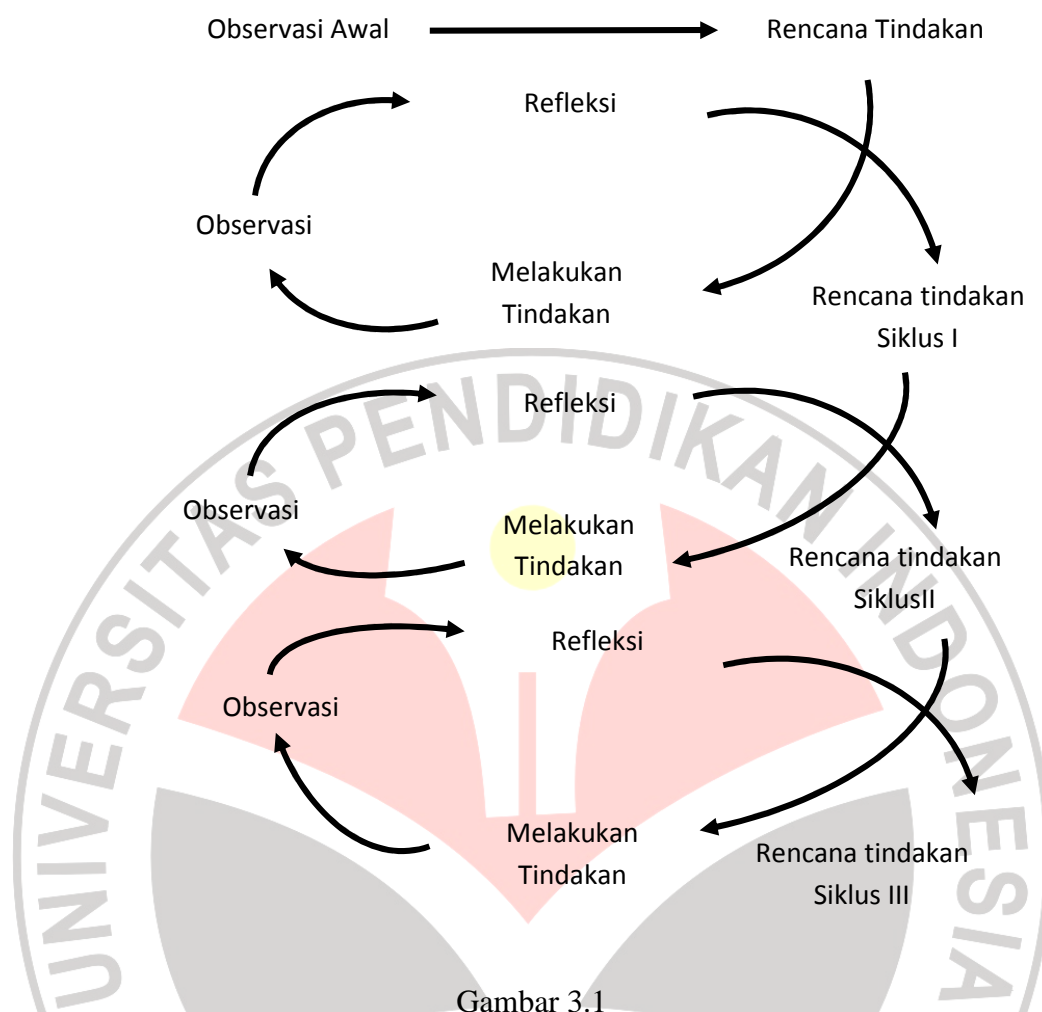 Observasi Awal
Rencana Tindakan
Refleksi
Observasi
Melakukan
Tindakan
Rencana tindakan
Siklus I
Refleksi
Observasi
Melakukan
Tindakan
Rencana tindakan
SiklusII
Refleksi
Observasi
Melakukan
Tindakan
Rencana tindakan
Siklus III
UNIVERSITAS PENDIDIKAN INDONESIA
Gambar 3.1